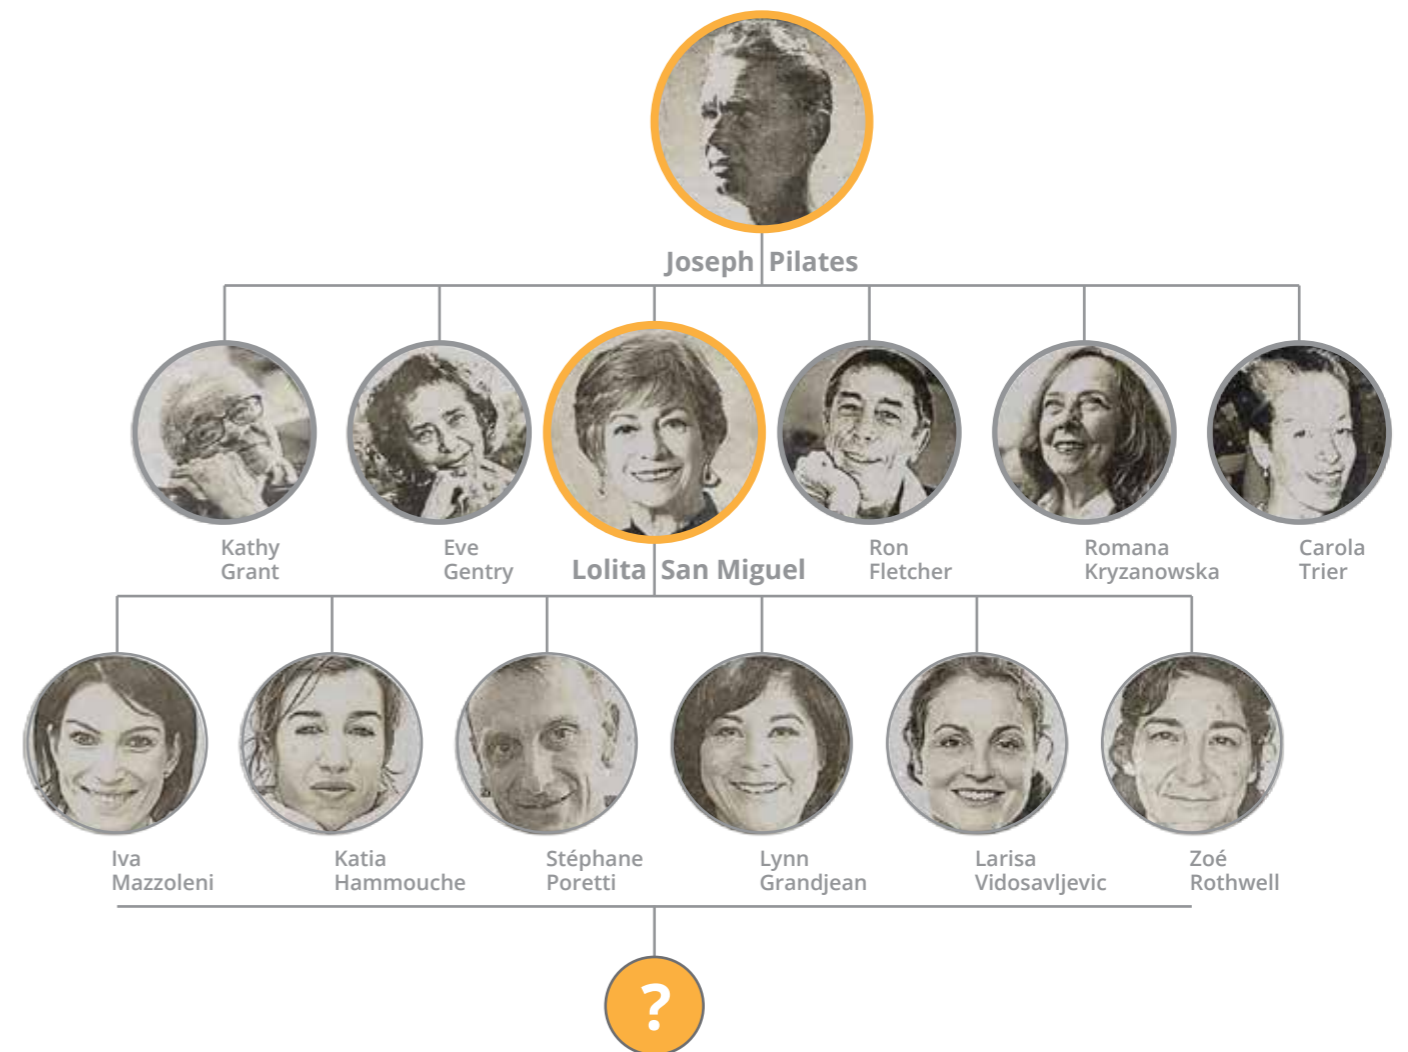 Joseph Pilates
Kathy
Grant
Eve
Gentry
Lolita San Miguel
Ron
Fletcher
Romana
Kryzanowska
Carola
Trier
Iva
Mazzoleni
Katia
Hammouche
Stéphane
Poretti
Lynn
Grandjean
Larisa
Vidosavljevic
Zoé
Rothwell
?